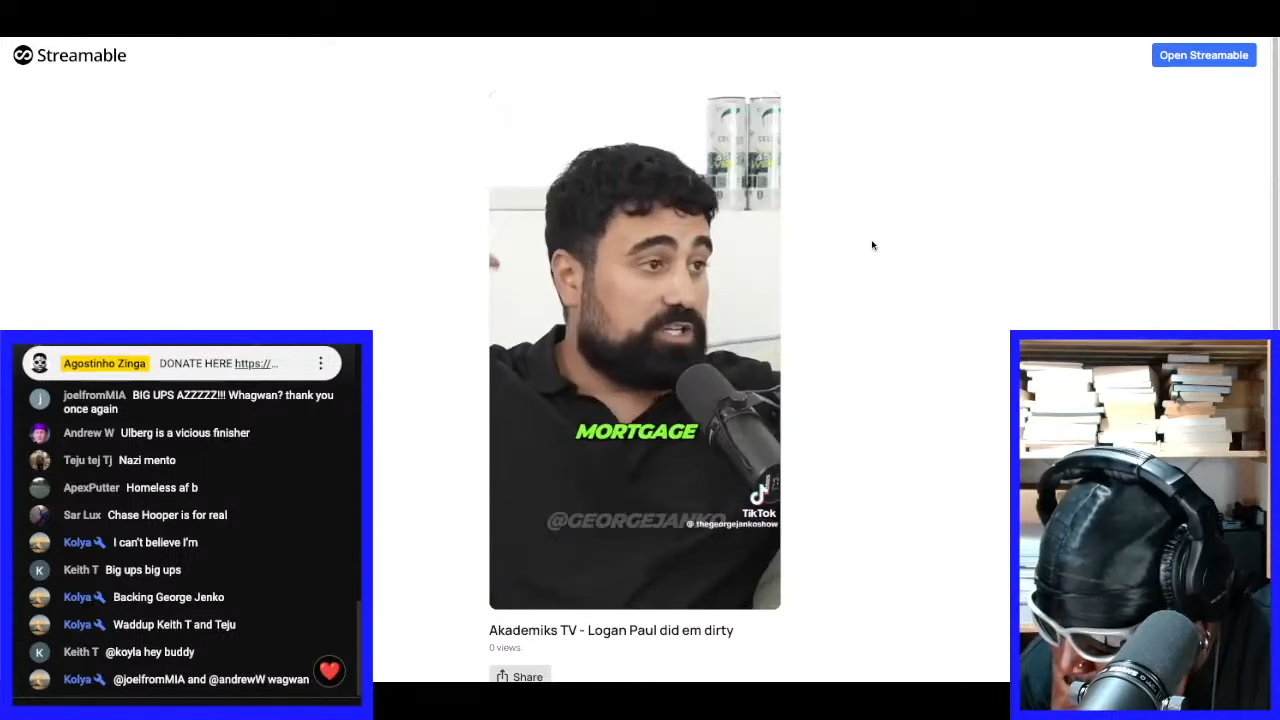 Streamable
Open Streamable
MORTGAGE
@GEORGEJANKO
TikTok
@ thegeorgejankoshow
Akademiks TV - Logan Paul did em dirty
0 views
Share
Agostinho Zinga DONATE HERE https://...
joelfromMIA BIG UPS AZZZZZ!!! Whagwan? thank you
once again
Andrew W Ulberg is a vicious finisher
Teju tej Tj Nazi mento
ApexPutter Homeless af b
Sar Lux Chase Hooper is for real
Kolya I can't believe I'm
Keith T Big ups big ups
Kolya Backing George Jenko
Kolya Waddup Keith T and Teju
Keith T @koyla hey buddy
Kolya @joelfromMIA and @andrewW wagwan